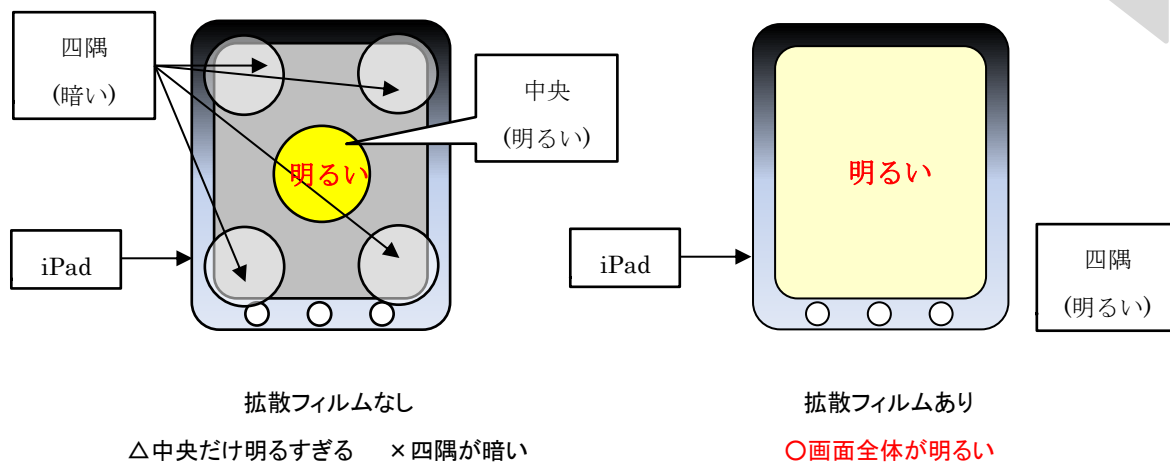 四隅
(暗い)
中央
(明るい)
明るい
iPad
拡散フィルムなし
△中央だけ明るすぎる ×四隅が暗い
明るい
iPad
四隅
(明るい)
拡散フィルムあり
○画面全体が明るい